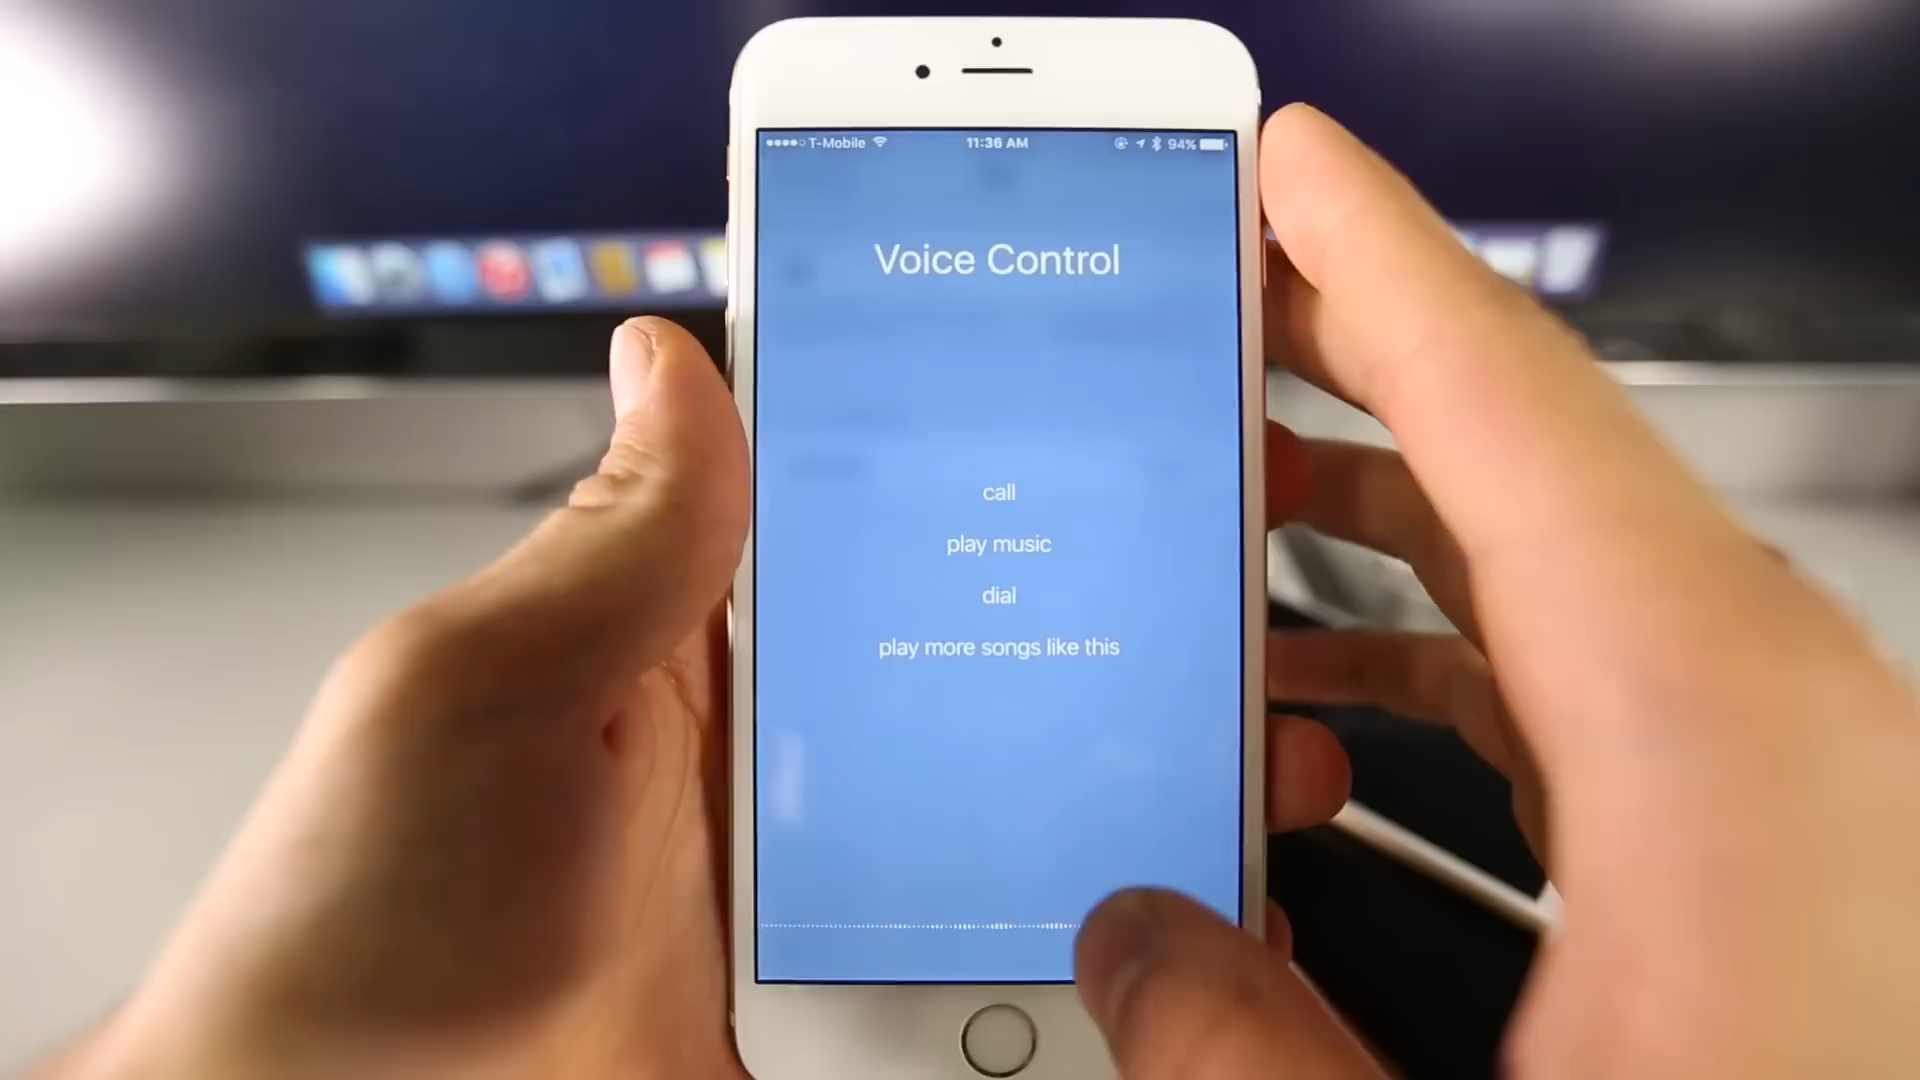 T-Mobile 11:36 AM 94%
Voice Control
call
play music
dial
play more songs like this